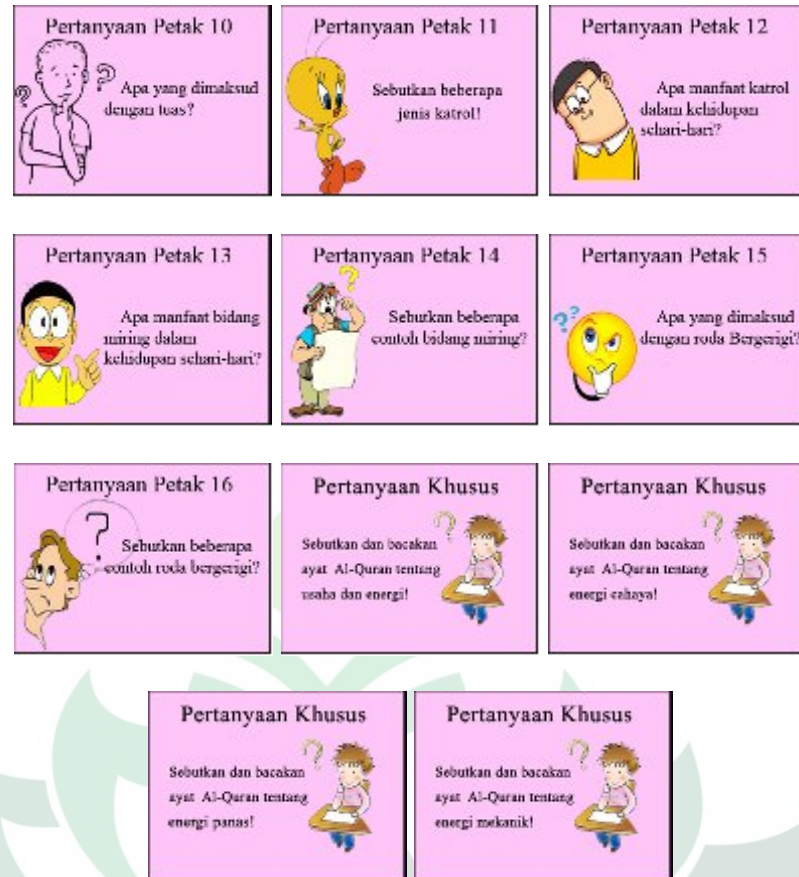 Pertanyaan Petak 10
Apa yang dimaksud
dengan tuas?
Pertanyaan Petak 11
Sebutkan beberapa
jenis katrol!
Pertanyaan Petak 12
Apa manfaat katrol
dalam kehidupan
sehari-hari?
Pertanyaan Petak 13
Apa manfaat bidang
miring dalam
kehidupan sehari-hari?
Pertanyaan Petak 14
Sebutkan beberapa
contoh bidang miring?
Pertanyaan Petak 15
Apa yang dimaksud
dengan roda Bergerigi?
Pertanyaan Petak 16
Sebutkan beberapa
contoh roda bergerigi?
Pertanyaan Khusus
Sebutkan dan bacakan
ayat Al-Quran tentang
usaha dan energi!
Pertanyaan Khusus
Sebutkan dan bacakan
ayat Al-Quran tentang
energi cahaya!
Pertanyaan Khusus
Sebutkan dan bacakan
ayat Al-Quran tentang
energi panas!
Pertanyaan Khusus
Sebutkan dan bacakan
ayat Al-Quran tentang
energi mekanik!